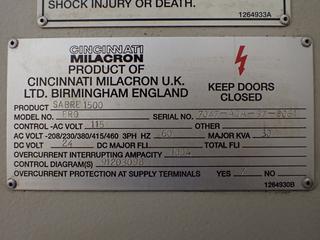 SHOCK INJURY OR DEATH.
1264933A
CINCINNATI
MILACRON
PRODUCT OF
CINCINNATI MILACRON U.K.
LTD. BIRMINGHAM ENGLAND
KEEP DOORS
CLOSED
PRODUCT SABRE 1500
MODEL NO. ERO SERIAL NO.
CONTROL -AC VOLT 115 OTHER
AC VOLT -208/230/380/415/460 3PH HZ 60 MAJOR KVA 30
DC VOLT 24 DC MAJOR FLI TOTAL FLI
OVERCURRENT INTERRUPTING AMPACITY
CONTROL DIAGRAM(S)
OVERCURRENT PROTECTION AT SUPPLY TERMINALS YES NO
1264930B